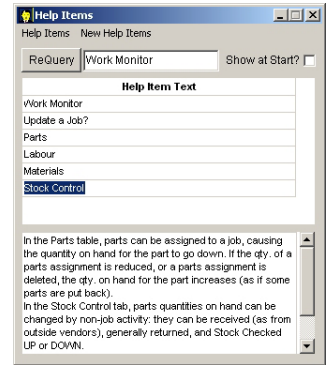 Help Items
Help Items New Help Items
ReQuery Work Monitor Show at Start?
Help Item Text
Work Monitor
Update a Job?
Parts
Labour
Materials
Stock Control
In the Parts table, parts can be assigned to a job, causing
the quantity on hand for the part to go down. If the qty. of a
parts assignment is reduced, or a parts assignment is
deleted, the qty. on hand for the part increases (as if some
parts are put back).
In the Stock Control tab, parts quantities on hand can be
changed by non-job activity: they can be received (as from
outside vendors), generally returned, and Stock Checked
UP or DOWN.